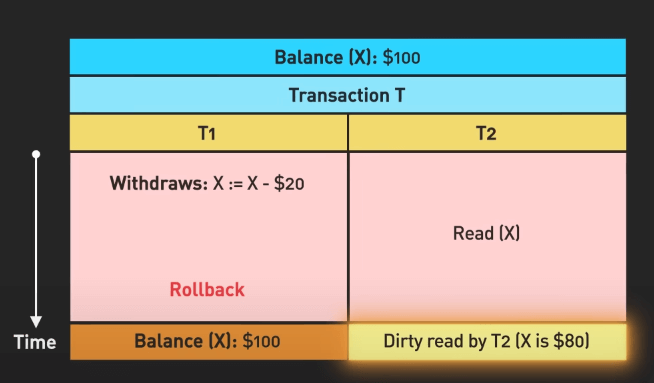 Balance (X): $100
Transaction T
T1
T2
Withdraws: X := X - $20
Read (X)
Rollback
Time
Balance (X): $100
Dirty read by T2 (X is $80)